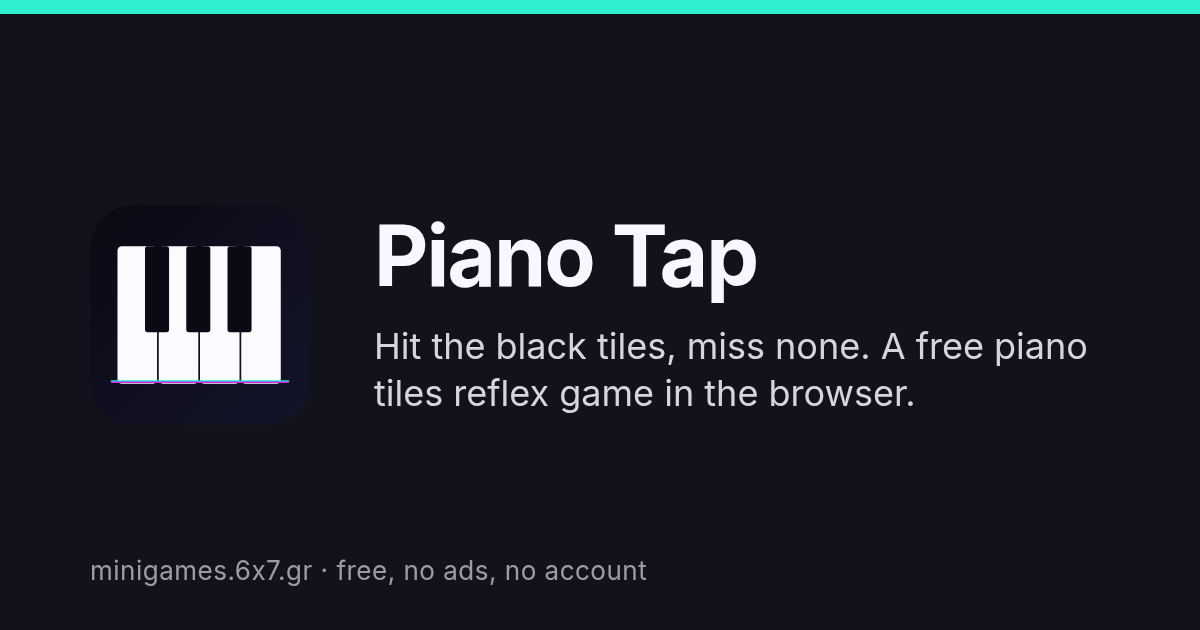 Piano Tap
Hit the black tiles, miss none. A free piano
tiles reflex game in the browser.
minigames.6x7.gr · free, no ads, no account